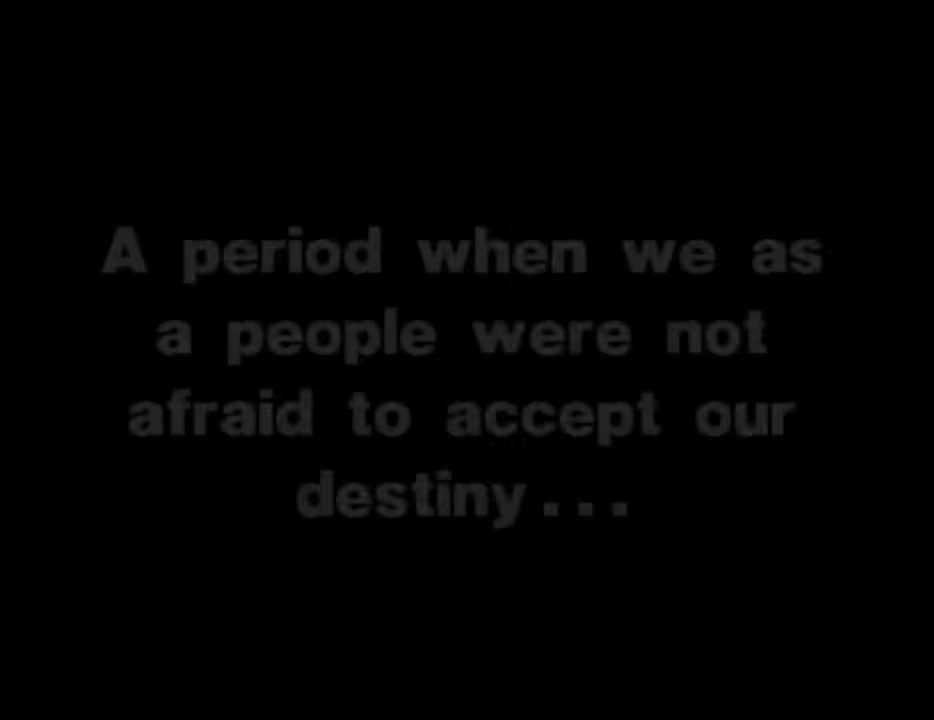 A period when we as
a people were not
afraid to accept our
destiny...